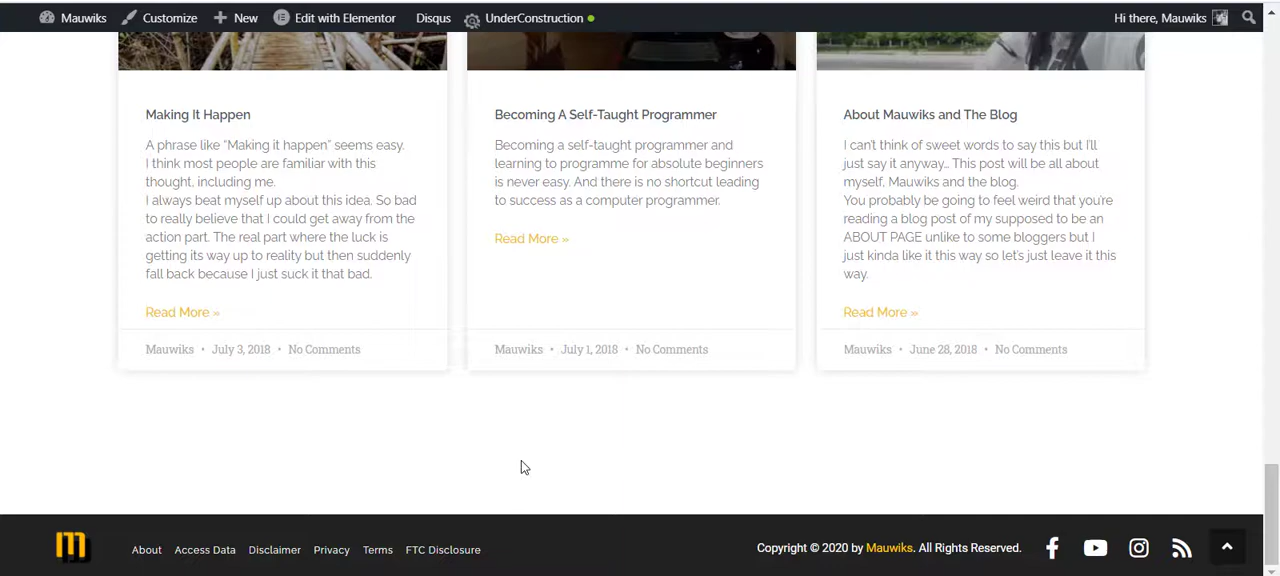 Mauwiks Customize New Edit with Elementor Disqus UnderConstruction Hi there, Mauwiks
Making It Happen
A phrase like “Making it happen” seems easy.
I think most people are familiar with this
thought, including me.
I always beat myself up about this idea. So bad
to really believe that I could get away from the
action part. The real part where the luck is
getting its way up to reality but then suddenly
fall back because I just suck it that bad.
Read More »
Mauwiks • July 3, 2018 • No Comments
Becoming A Self-Taught Programmer
Becoming a self-taught programmer and
learning to programme for absolute beginners
is never easy. And there is no shortcut leading
to success as a computer programmer.
Read More »
Mauwiks • July 1, 2018 • No Comments
About Mauwiks and The Blog
I can’t think of sweet words to say this but I’ll
just say it anyway… This post will be all about
myself, Mauwiks and the blog.
You probably be going to feel weird that you’re
reading a blog post of my supposed to be an
ABOUT PAGE unlike to some bloggers but I
just kinda like it this way so let’s just leave it this
way.
Read More »
Mauwiks • June 28, 2018 • No Comments
About Access Data Disclaimer Privacy Terms FTC Disclosure
Copyright © 2020 by Mauwiks. All Rights Reserved.